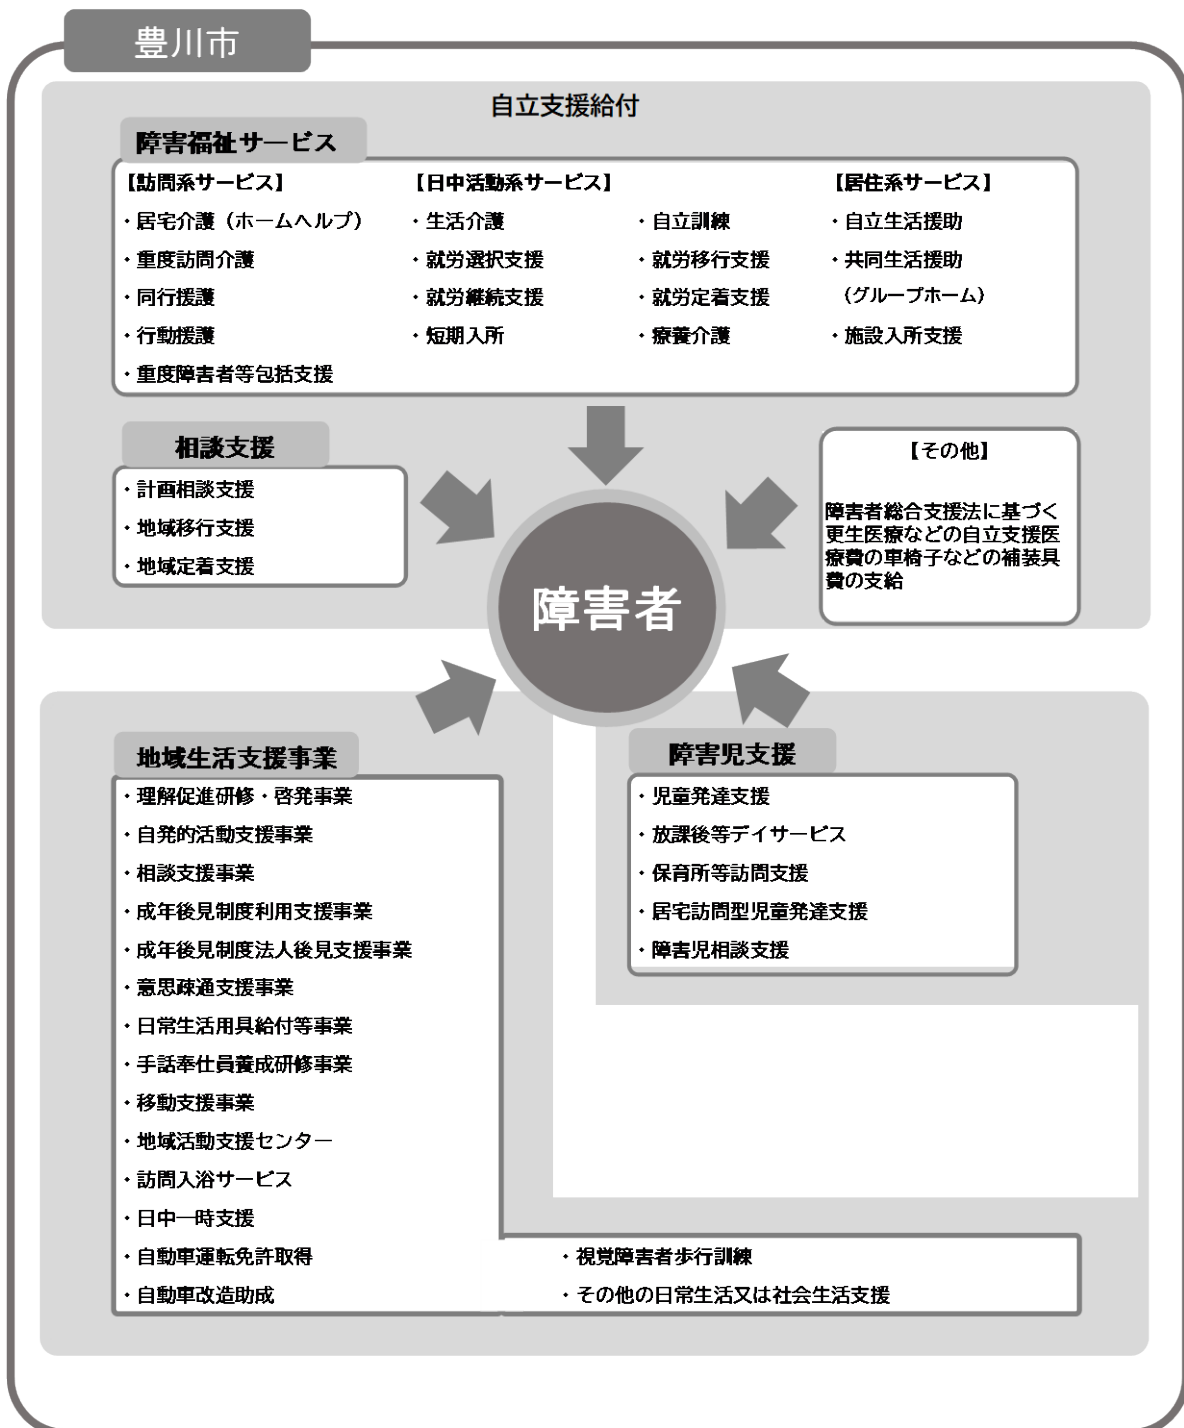 豊川市
自立支援給付
障害福祉サービス
【訪問系サービス】
・居宅介護（ホームヘルプ）
・重度訪問介護
・同行援護
・行動援護
・重度障害者等包括支援
【日中活動系サービス】
・生活介護
・就労選択支援
・就労継続支援
・短期入所
・自立訓練
・就労移行支援
・就労定着支援
・療養介護
【居住系サービス】
・自立生活援助
・共同生活援助
（グループホーム）
・施設入所支援
相談支援
・計画相談支援
・地域移行支援
・地域定着支援
【その他】
障害者総合支援法に基づく
更生医療などの自立支援医
療費の車椅子などの補装具
費の支給
障害者
地域生活支援事業
・理解促進研修・啓発事業
・自発的活動支援事業
・相談支援事業
・成年後見制度利用支援事業
・成年後見制度法人後見支援事業
・意思疎通支援事業
・日常生活用具給付等事業
・手話奉仕員養成研修事業
・移動支援事業
・地域活動支援センター
・訪問入浴サービス
・日中一時支援
・自動車運転免許取得
・自動車改造助成
・視覚障害者歩行訓練
・その他の日常生活又は社会生活支援
障害児支援
・児童発達支援
・放課後等デイサービス
・保育所等訪問支援
・居宅訪問型児童発達支援
・障害児相談支援